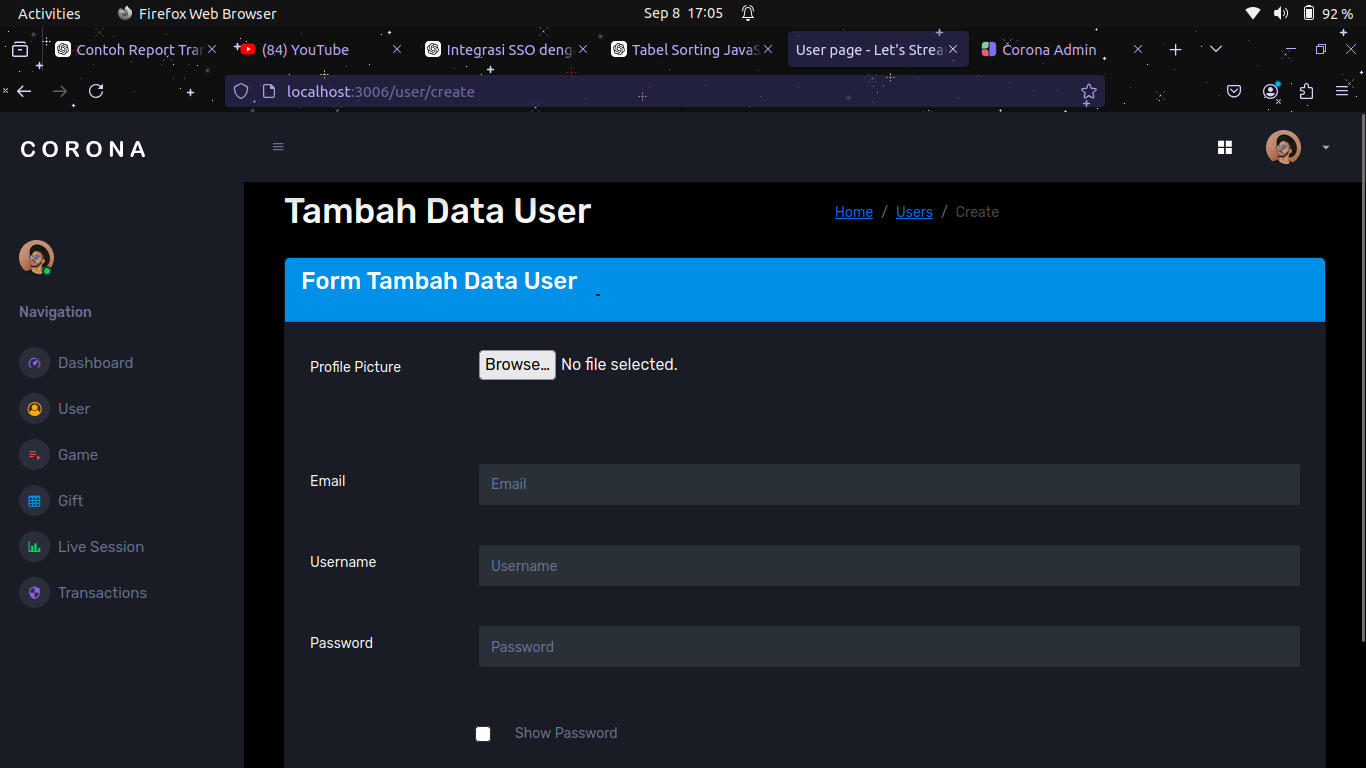 Activities Firefox Web Browser Sep 8 17:05 92 %
Contoh Report Tra (84) YouTube Integrasi SSO deng Tabel Sorting JavaS User page - Let's Strea Corona Admin
localhost:3006/user/create
CORONA
Tambah Data User
Home / Users / Create
Form Tambah Data User
Navigation
Dashboard
User
Game
Gift
Live Session
Transactions
Profile Picture Browse... No file selected.
Email Email
Username Username
Password Password
Show Password